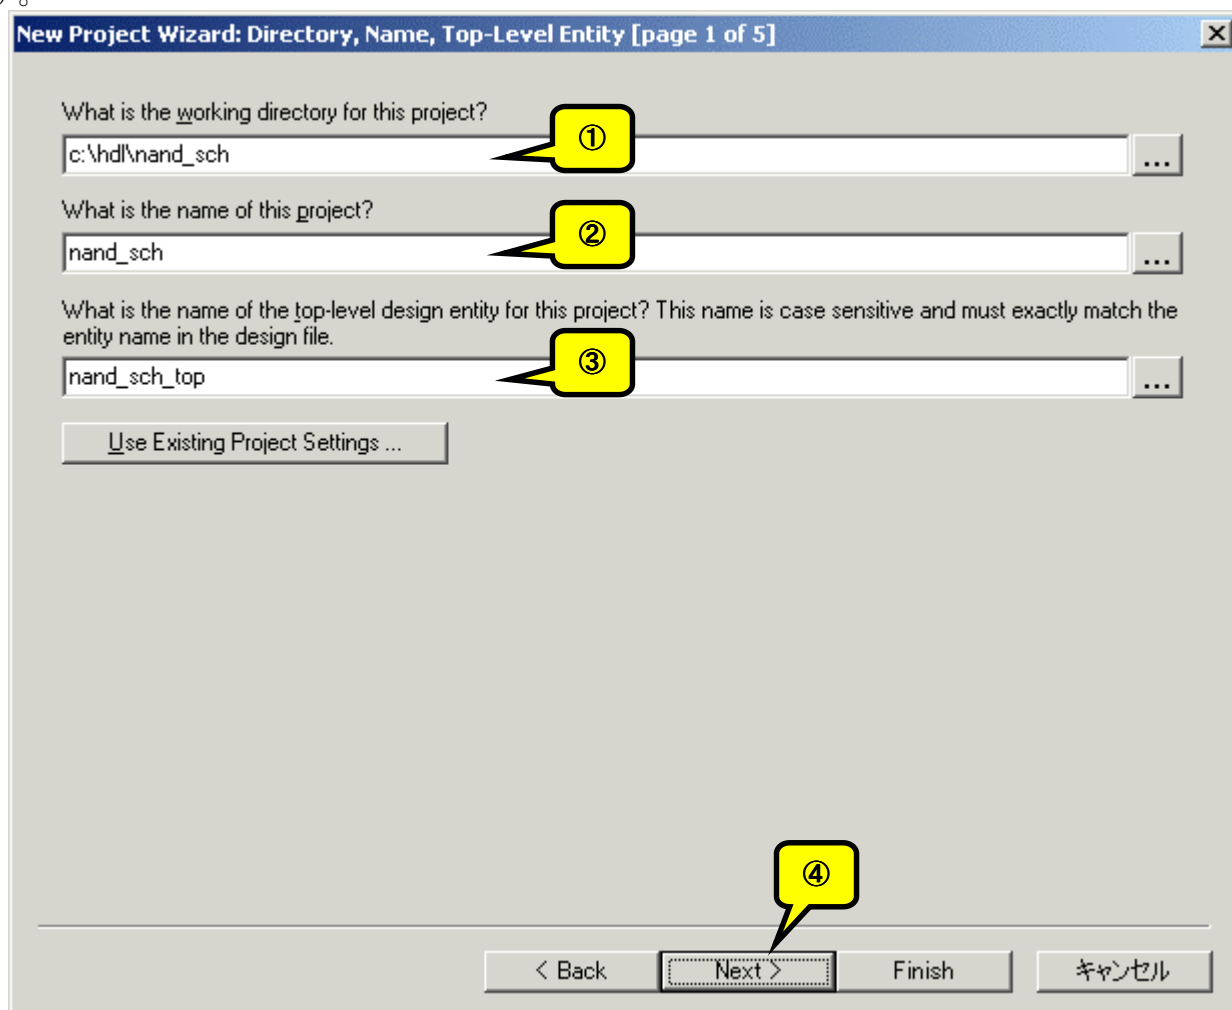 。
New Project Wizard: Directory, Name, Top-Level Entity [page 1 of 5]
What is the working directory for this project?
①
c:\hdl\nand_sch
...
What is the name of this project?
②
nand_sch
...
What is the name of the top-level design entity for this project? This name is case sensitive and must exactly match the
entity name in the design file.
③
nand_sch_top
...
Use Existing Project Settings ...
④
< Back
Next >
Finish
キャンセル